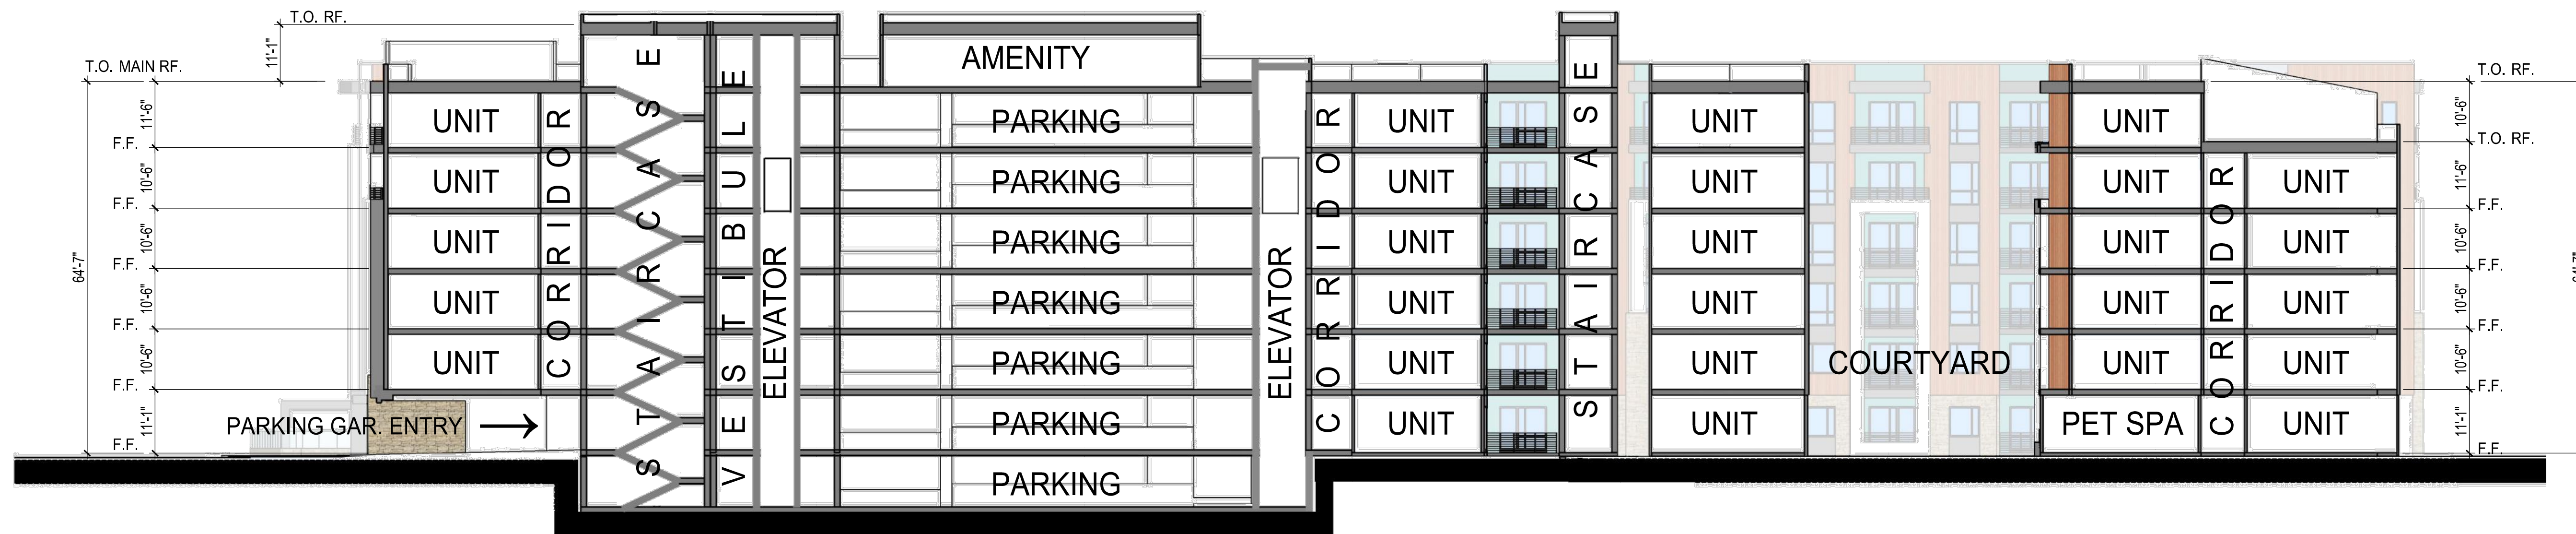 T.O. RF.
11'-1"
T.O. MAIN RF.
11'-6"
F.F.
10'-6"
F.F.
10'-6"
F.F.
10'-6"
F.F.
10'-6"
F.F.
11'-1"
F.F.
64'-7"
PARKING GAR. ENTRY
UNIT
UNIT
UNIT
UNIT
UNIT
CORRIDOR
STAIRCASE
VESTIBULE
ELEVATOR
AMENITY
PARKING
PARKING
PARKING
PARKING
PARKING
PARKING
PARKING
ELEVATOR
CORRIDOR
UNIT
UNIT
UNIT
UNIT
UNIT
UNIT
STAIRCASE
UNIT
UNIT
UNIT
UNIT
UNIT
UNIT
COURTYARD
UNIT
UNIT
UNIT
UNIT
UNIT
PET SPA
CORRIDOR
UNIT
UNIT
UNIT
UNIT
UNIT
T.O. RF.
10'-6"
T.O. RF.
11'-6"
F.F.
10'-6"
F.F.
10'-6"
F.F.
10'-6"
F.F.
11'-1"
F.F.